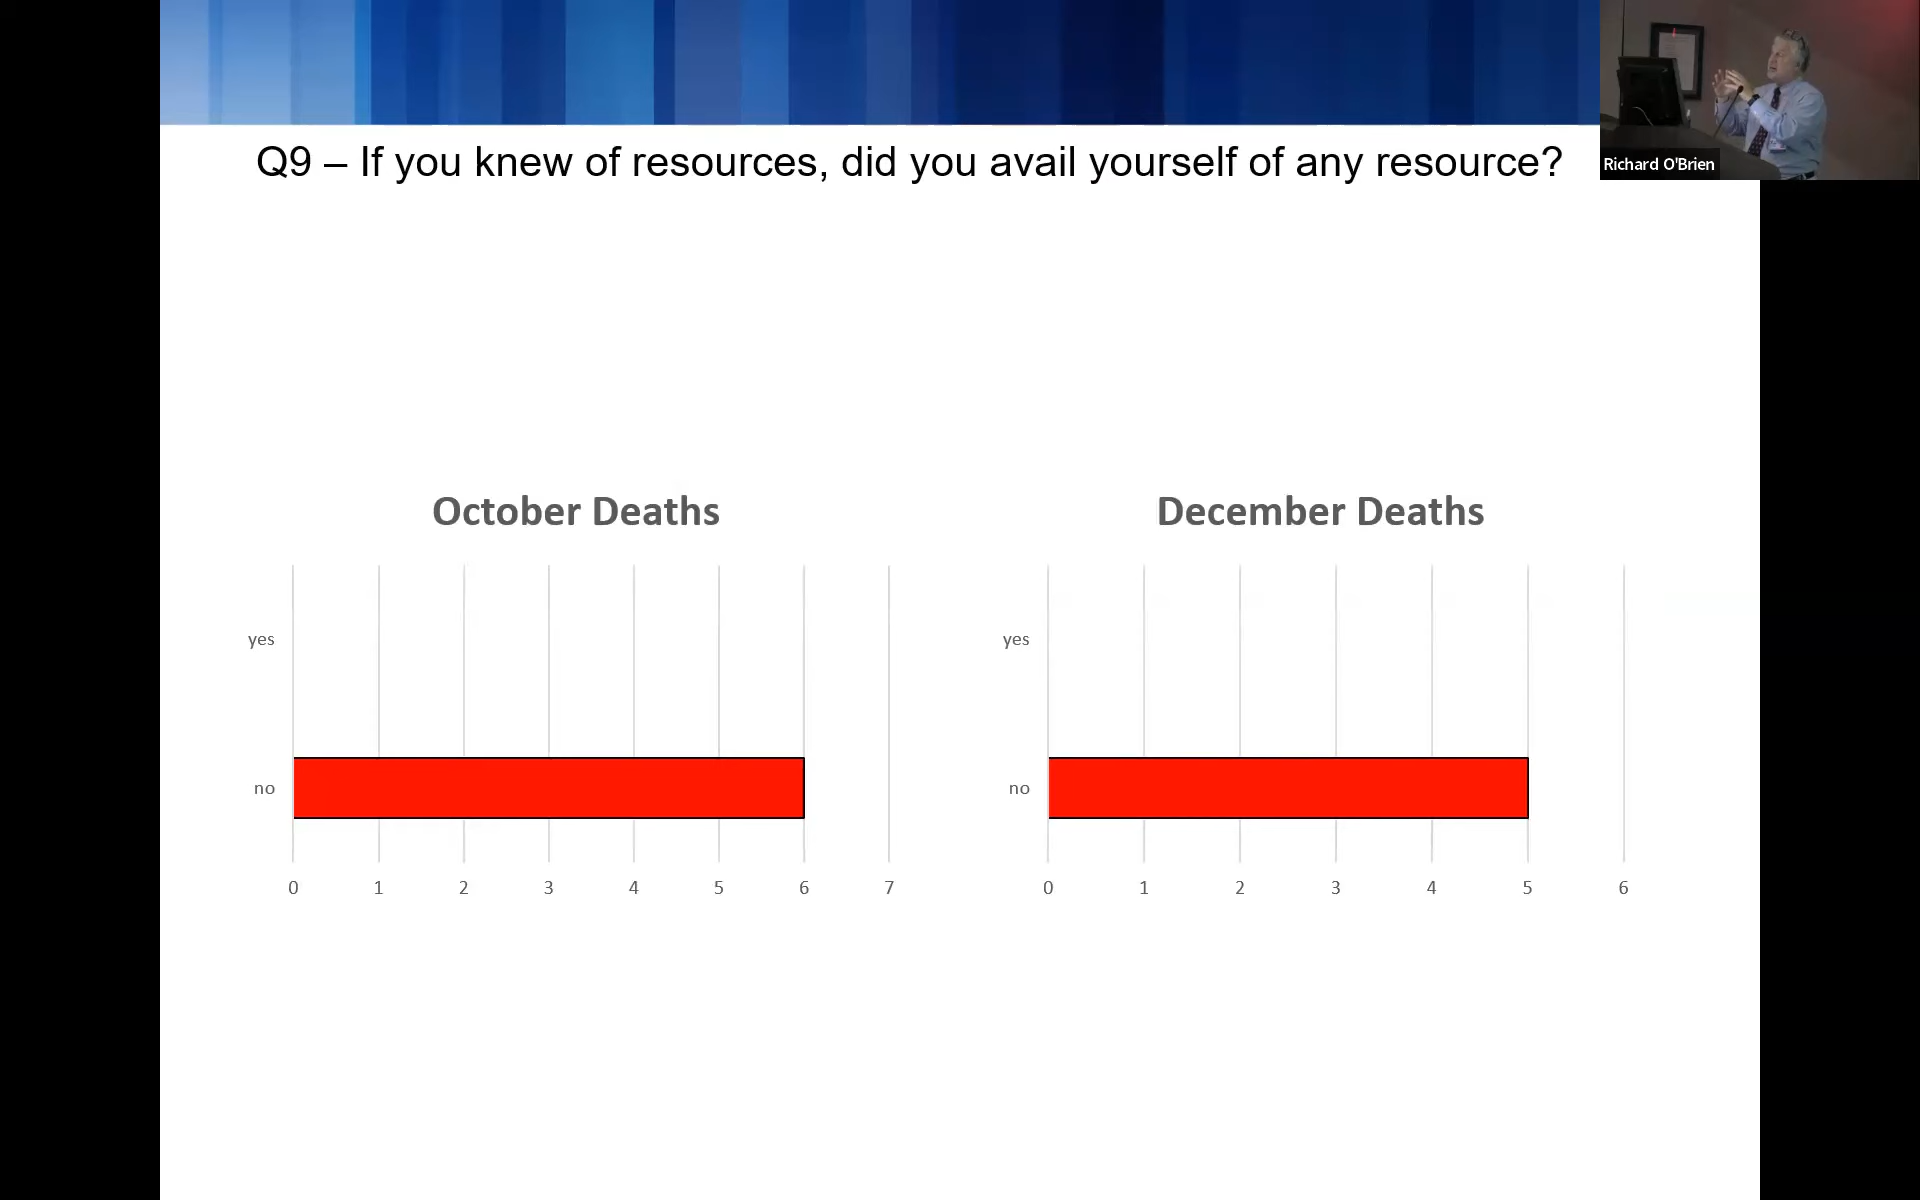 Q9 – If you knew of resources, did you avail yourself of any resource?
Richard O'Brien
October Deaths
yes
no
0 1 2 3 4 5 6 7
December Deaths
yes
no
0 1 2 3 4 5 6